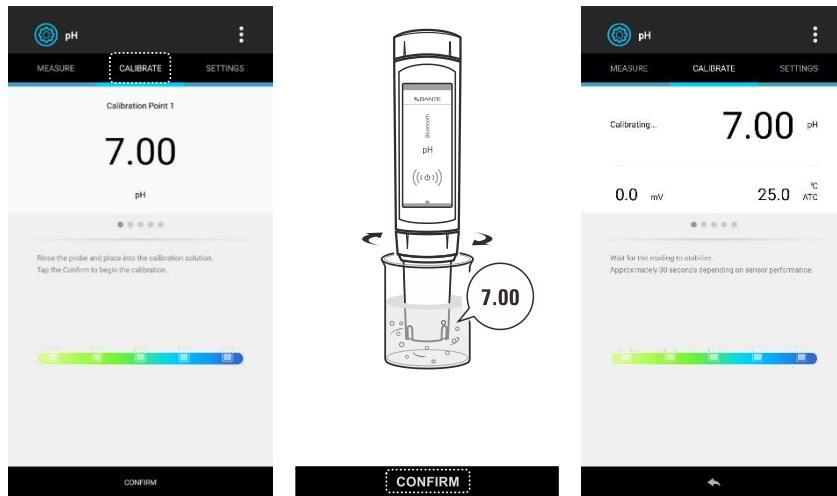 pH
MEASURE CALIBRATE SETTINGS
Calibration Point 1
7.00
pH
Rinse the probe and place into the calibration solution.
Tap the Confirm to begin the calibration.
CONFIRM
BANTE
Bluetooth
pH
7.00
CONFIRM
pH
MEASURE CALIBRATE SETTINGS
Calibrating... 7.00 pH
0.0 mV 25.0 °C ATC
Wait for the reading to stabilize.
Approximately 30 seconds depending on sensor performance.